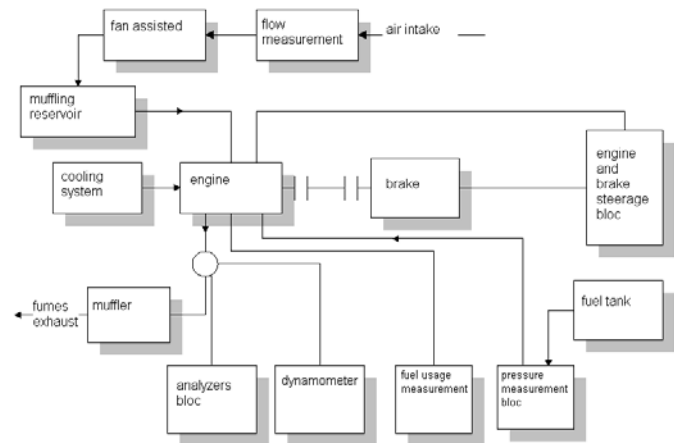 fan assisted
flow
measurement
air intake
muffling
reservoir
cooling
system
engine
brake
engine
and
brake
steerage
bloc
fumes
exhaust
muffler
fuel tank
analyzers
bloc
dynamometer
fuel usage
measurement
pressure
measurement
bloc